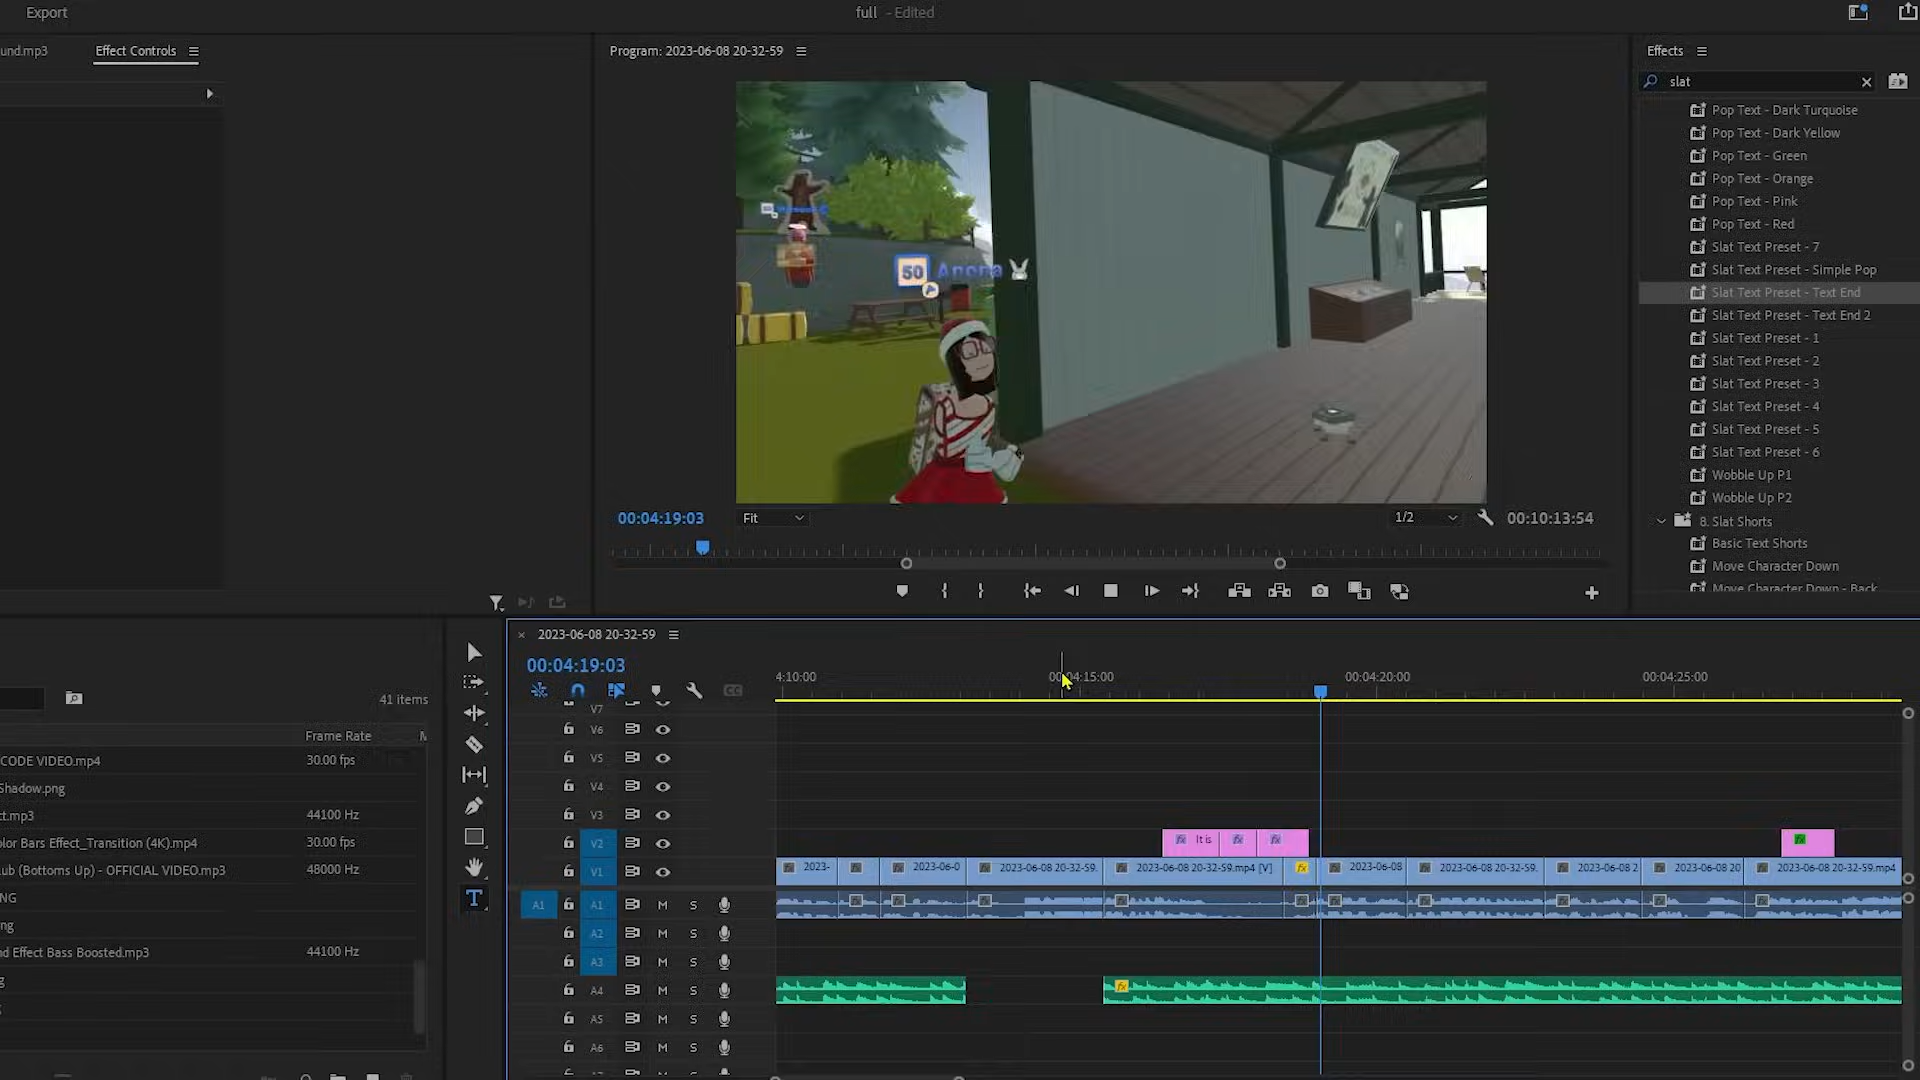 Export
full - Edited
und.mp3
Effect Controls
Program: 2023-06-08 20-32-59
Effects
slat
Pop Text - Dark Turquoise
Pop Text - Dark Yellow
Pop Text - Green
Pop Text - Orange
Pop Text - Pink
Pop Text - Red
Slat Text Preset - 7
Slat Text Preset - Simple Pop
Slat Text Preset - Text End
Slat Text Preset - Text End 2
Slat Text Preset - 1
Slat Text Preset - 2
Slat Text Preset - 3
Slat Text Preset - 4
Slat Text Preset - 5
Slat Text Preset - 6
Wobble Up P1
Wobble Up P2
8. Slat Shorts
Basic Text Shorts
Move Character Down
Move Character Down - Back
50 Anona
00:04:19:03
Fit
1/2
00:10:13:54
41 items
Frame Rate
CODE VIDEO.mp4 30.00 fps
Shadow.png
ct.mp3 44100 Hz
olor Bars Effect_Transition (4K).mp4 30.00 fps
ub (Bottoms Up) - OFFICIAL VIDEO.mp3 48000 Hz
NG
ng
nd Effect Bass Boosted.mp3 44100 Hz
g
2023-06-08 20-32-59
00:04:19:03
4:10:00
00:04:15:00
00:04:20:00
00:04:25:00
CC
V7
V6
V5
V4
V3
V2
It is
V1
2023-
2023-06-0
2023-06-08 20-32-59.
2023-06-08 20-32-59.mp4 [V]
2023-06-08
2023-06-08 20-32-59.
2023-06-08 2
2023-06-08 20
2023-06-08 20-32-59.mp4
A1 A1 M S
A2 M S
A3 M S
A4 M S
A5 M S
A6 M S